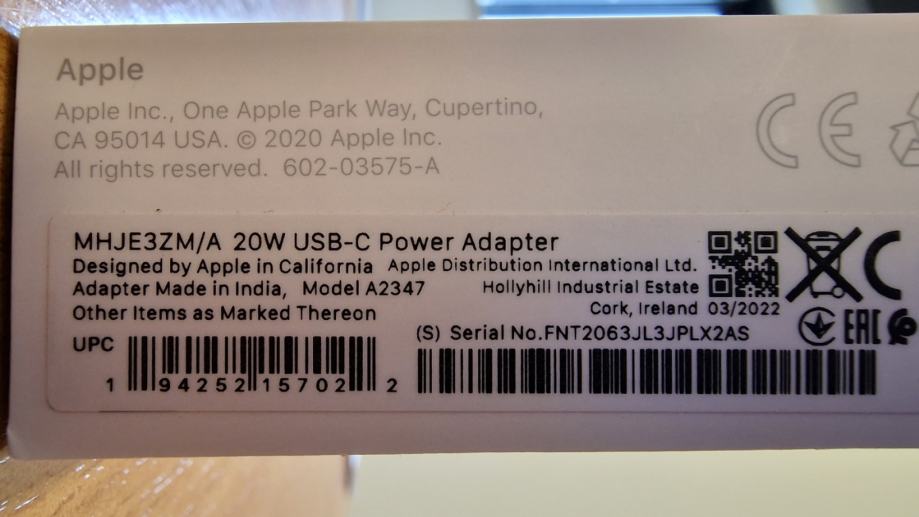 Apple
Apple Inc., One Apple Park Way, Cupertino,
CA 95014 USA. © 2020 Apple Inc.
All rights reserved. 602-03575-A
CE
MHJE3ZM/A 20W USB-C Power Adapter
Designed by Apple in California Apple Distribution International Ltd.
Adapter Made in India, Model A2347 Hollyhill Industrial Estate
Other Items as Marked Thereon Cork, Ireland 03/2022
UPC (S) Serial No.FNT2063JL3JPLX2AS
1 94252 15702 2
EAC